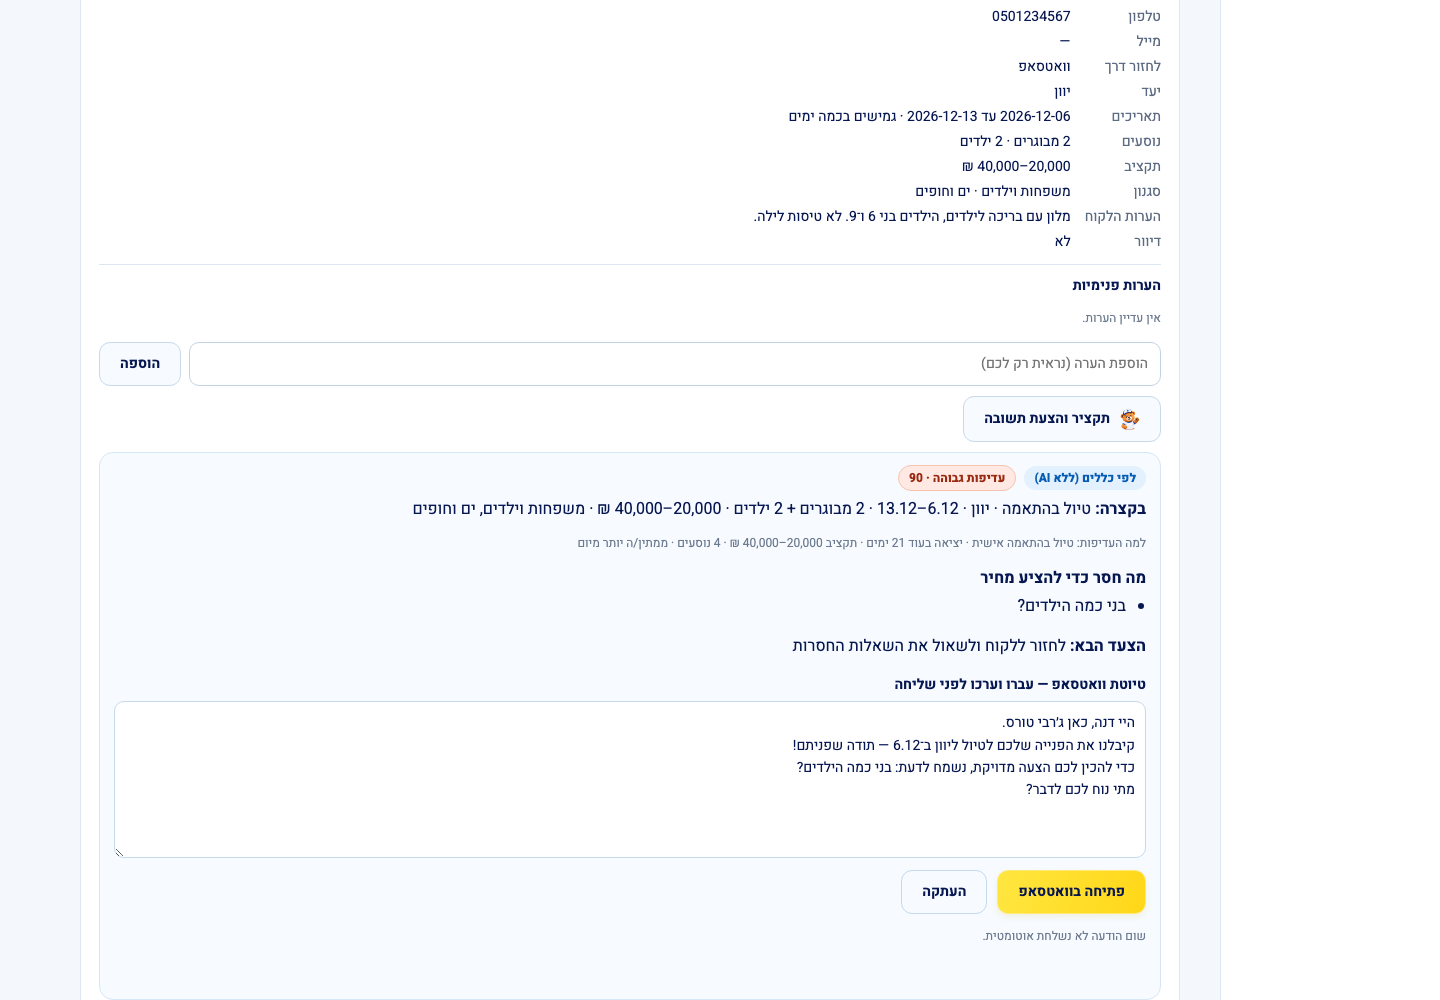 טלפון 0501234567
מייל —
לחזור דרך וואטסאפ
יעד יוון
תאריכים 2026-12-06 עד 2026-12-13 · גמישים בכמה ימים
נוסעים 2 מבוגרים · 2 ילדים
תקציב 20,000–40,000 ₪
סגנון משפחות וילדים · ים וחופים
הערות הלקוח מלון עם בריכה לילדים, הילדים בני 6 ו־9. לא טיסות לילה.
דיוור לא
הערות פנימיות
אין עדיין הערות.
הוספת הערה (נראית רק לכם) הוספה
תקציר והצעת תשובה
לפי כללים (ללא AI) עדיפות גבוהה · 90
בקצרה: טיול בהתאמה · יוון · 6.12–13.12 · 2 מבוגרים + 2 ילדים · 20,000–40,000 ₪ · משפחות וילדים, ים וחופים
למה העדיפות: טיול בהתאמה אישית · יציאה בעוד 21 ימים · תקציב 20,000–40,000 ₪ · 4 נוסעים · ממתין/ה יותר מיום
מה חסר כדי להציע מחיר
• בני כמה הילדים?
הצעד הבא: לחזור ללקוח ולשאול את השאלות החסרות
טיוטת וואטסאפ — עברו וערכו לפני שליחה
היי דנה, כאן ג'רבי טורס.
קיבלנו את הפנייה שלכם לטיול ליוון ב־6.12 — תודה שפניתם!
כדי להכין לכם הצעה מדויקת, נשמח לדעת: בני כמה הילדים?
מתי נוח לכם לדבר?
פתיחה בוואטסאפ העתקה
שום הודעה לא נשלחת אוטומטית.